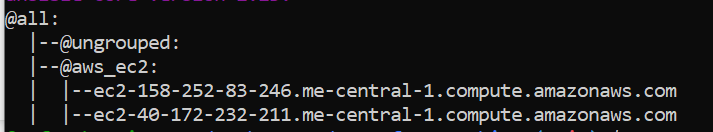 @all:
|--@ungrouped:
|--@aws_ec2:
| |--ec2-158-252-83-246.me-central-1.compute.amazonaws.com
| |--ec2-40-172-232-211.me-central-1.compute.amazonaws.com